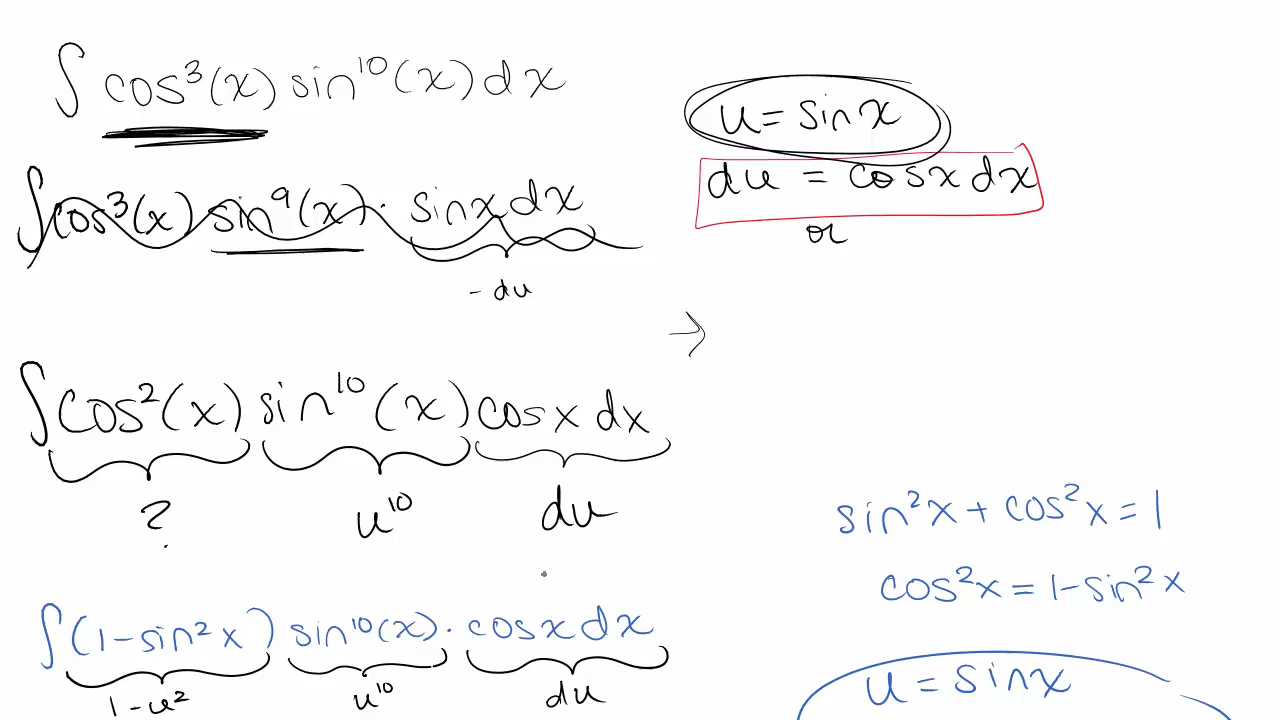 ∫ cos³(x) sin¹⁰(x) dx
u = sin x
du = cos x dx
or
∫ cos³(x) sin⁹(x) · sin x dx
- du
→
∫ cos²(x) sin¹⁰(x) cos x dx
? u¹⁰ du
sin²x + cos²x = 1
cos²x = 1 - sin²x
∫ (1 - sin²x) sin¹⁰(x) · cos x dx
1 - u² u¹⁰ du
u = sin x